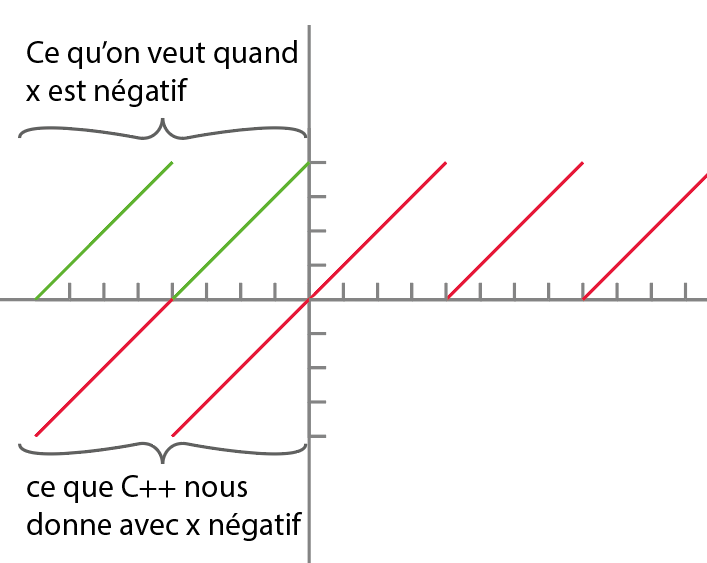 Ce qu’on veut quand
x est négatif
ce que C++ nous
donne avec x négatif